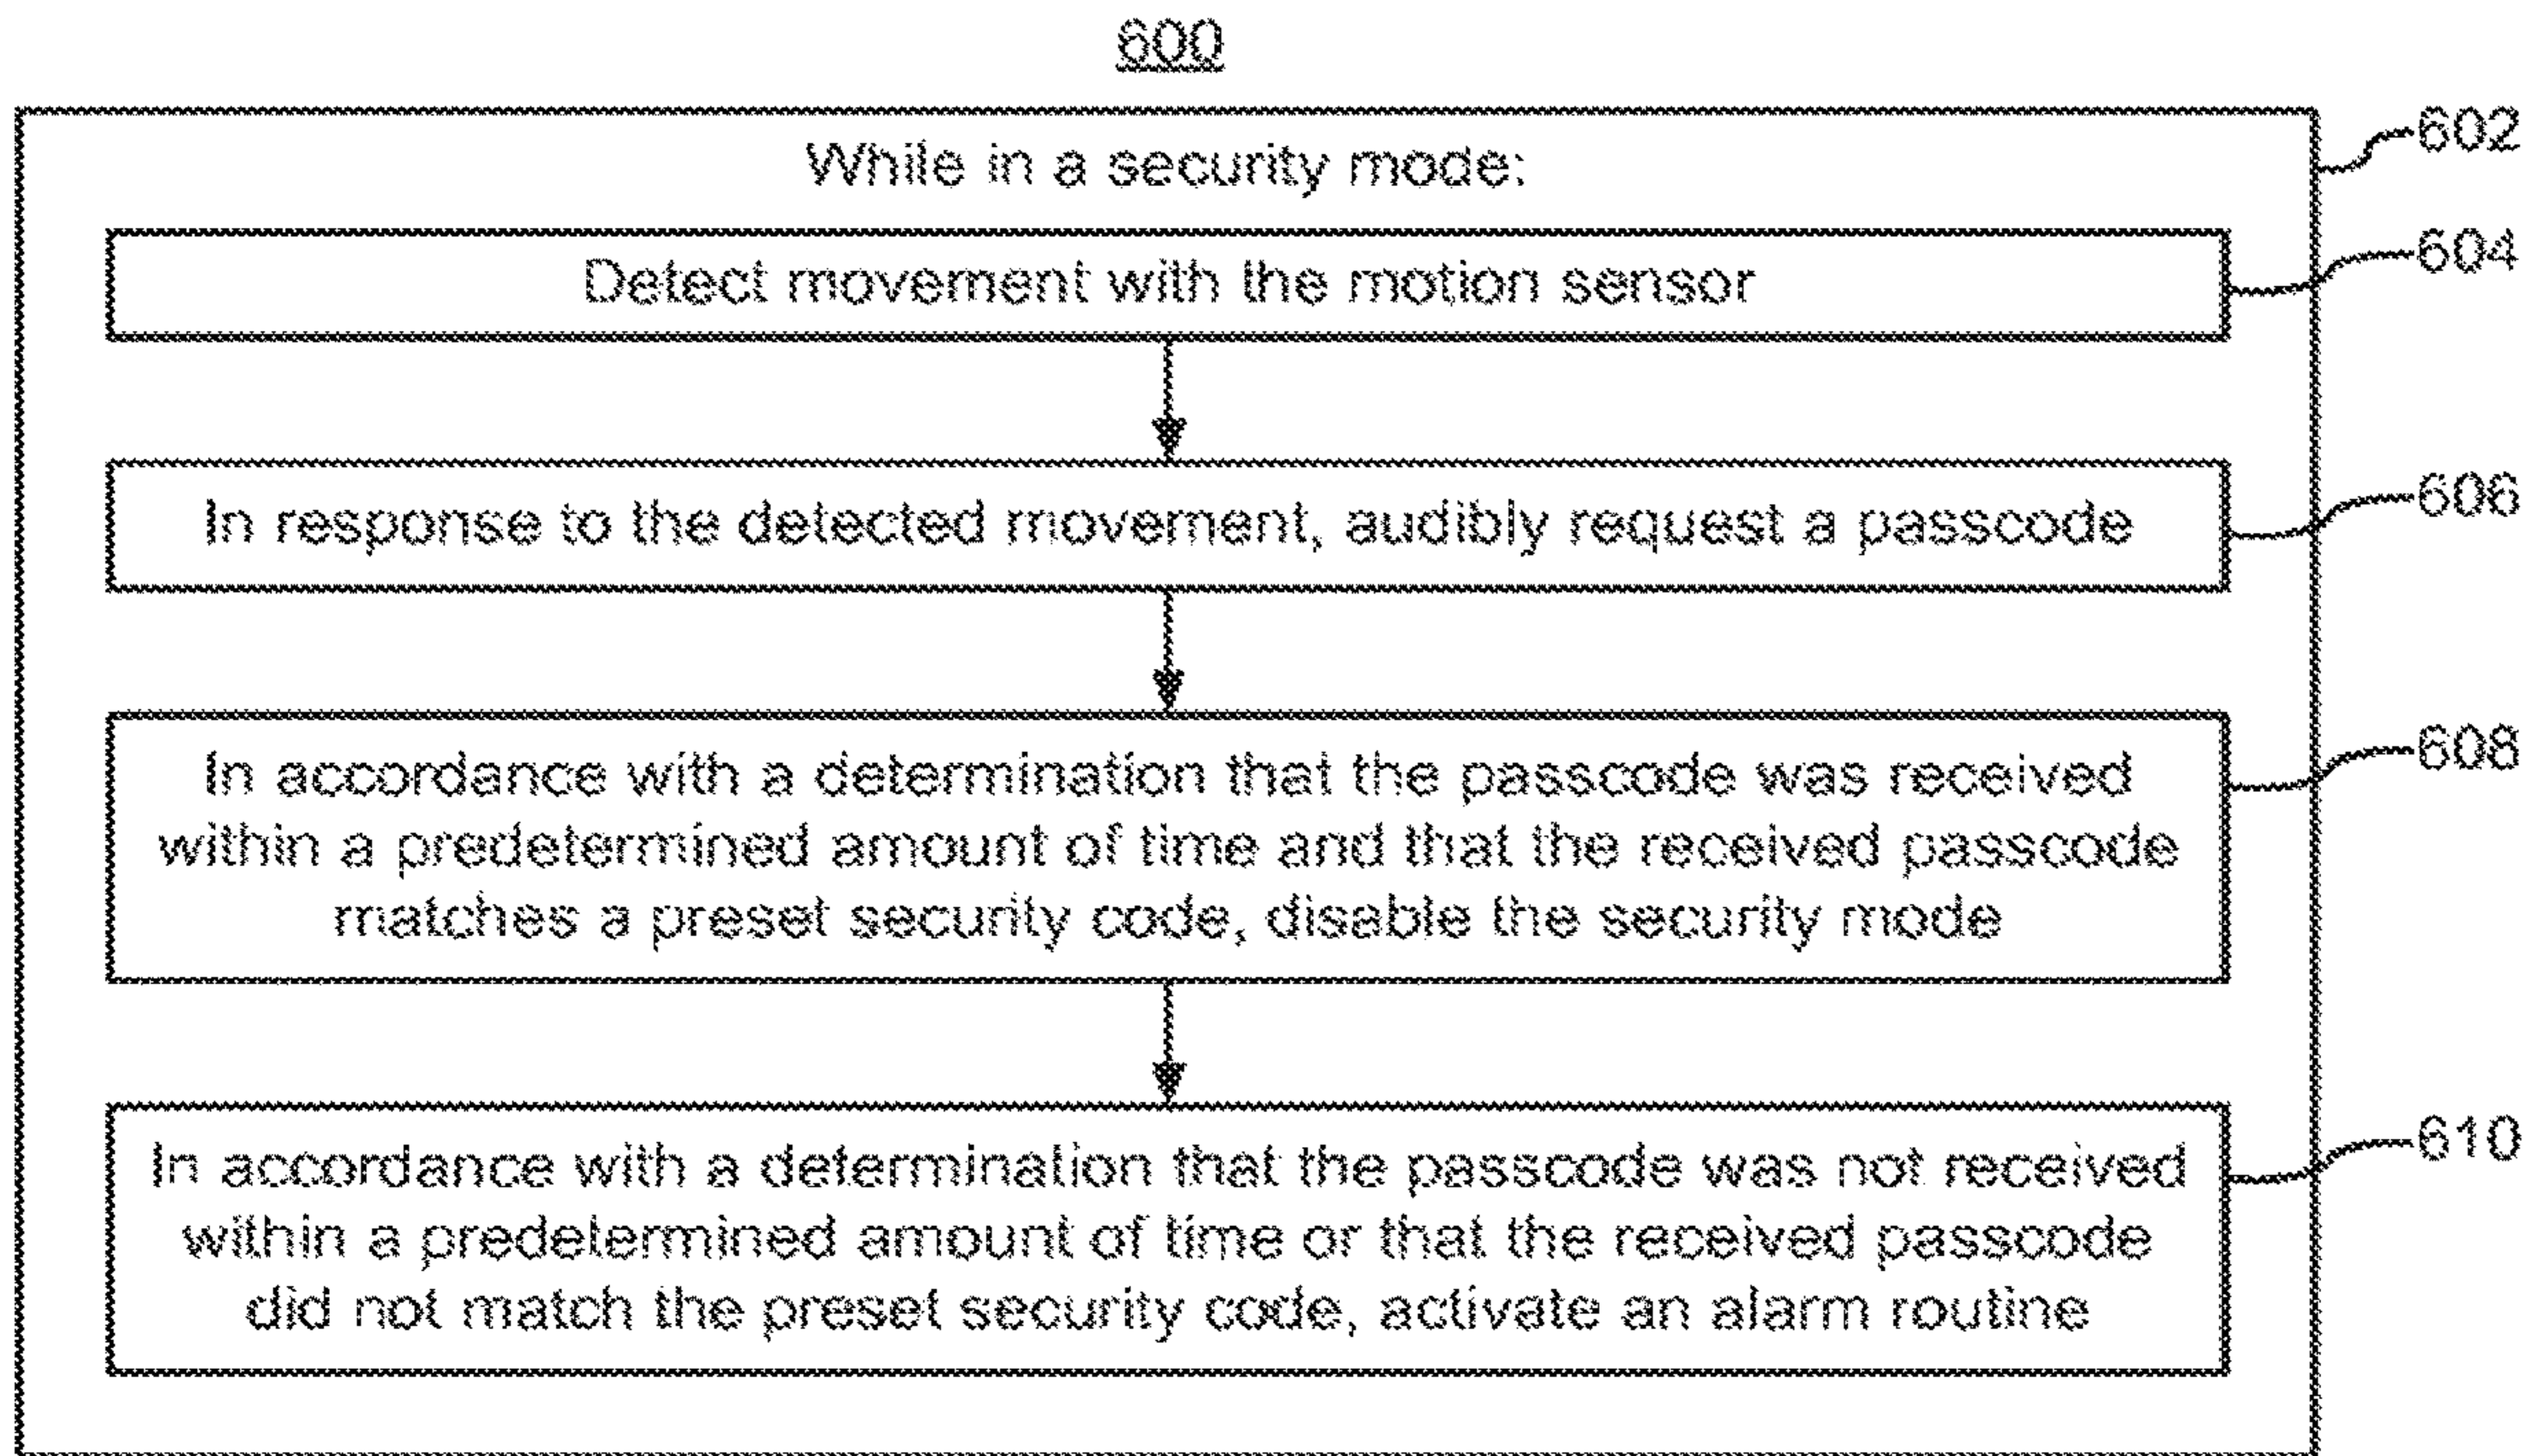 600
While in a security mode:
602
Detect movement with the motion sensor
604
In response to the detected movement, audibly request a passcode
606
In accordance with a determination that the passcode was received
within a predetermined amount of time and that the received passcode
matches a preset security code, disable the security mode
608
In accordance with a determination that the passcode was not received
within a predetermined amount of time or that the received passcode
did not match the preset security code, activate an alarm routine
610